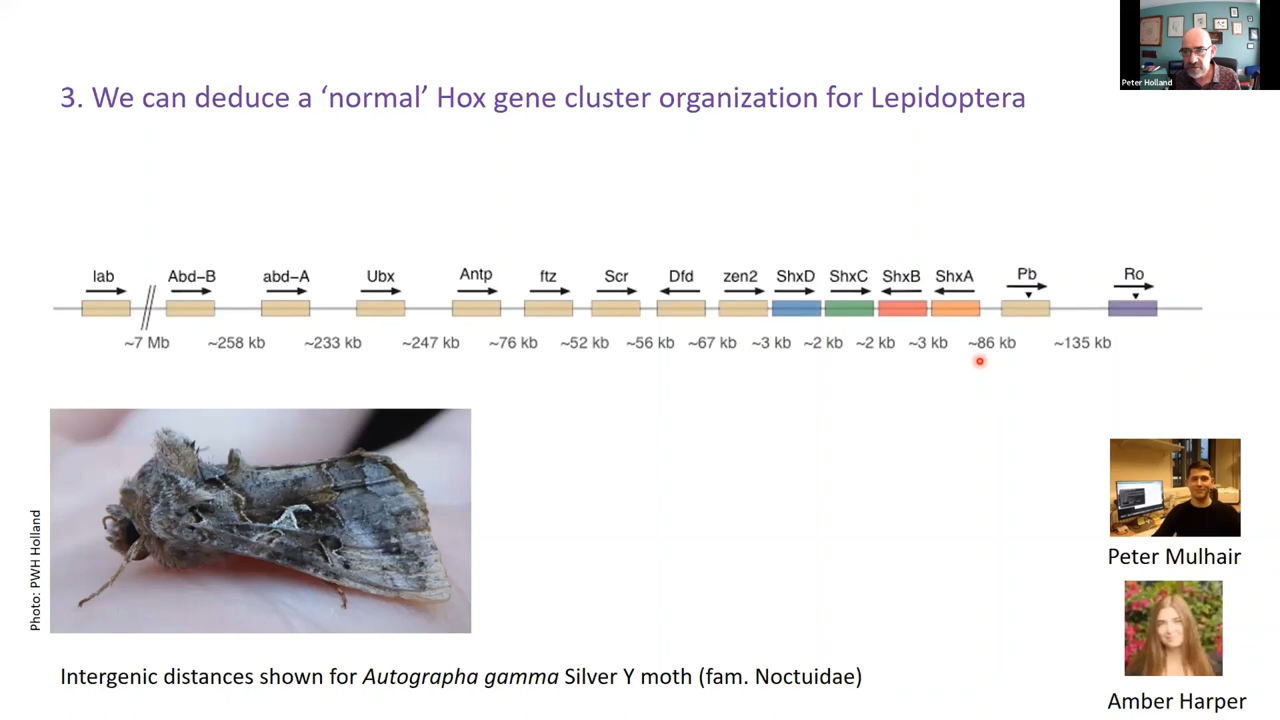 Peter Holland
3. We can deduce a ‘normal’ Hox gene cluster organization for Lepidoptera
lab Abd–B abd–A Ubx Antp ftz Scr Dfd zen2 ShxD ShxC ShxB ShxA Pb Ro
~7 Mb ~258 kb ~233 kb ~247 kb ~76 kb ~52 kb ~56 kb ~67 kb ~3 kb ~2 kb ~2 kb ~3 kb ~86 kb ~135 kb
Photo: PWH Holland
Peter Mulhair
Amber Harper
Intergenic distances shown for Autographa gamma Silver Y moth (fam. Noctuidae)